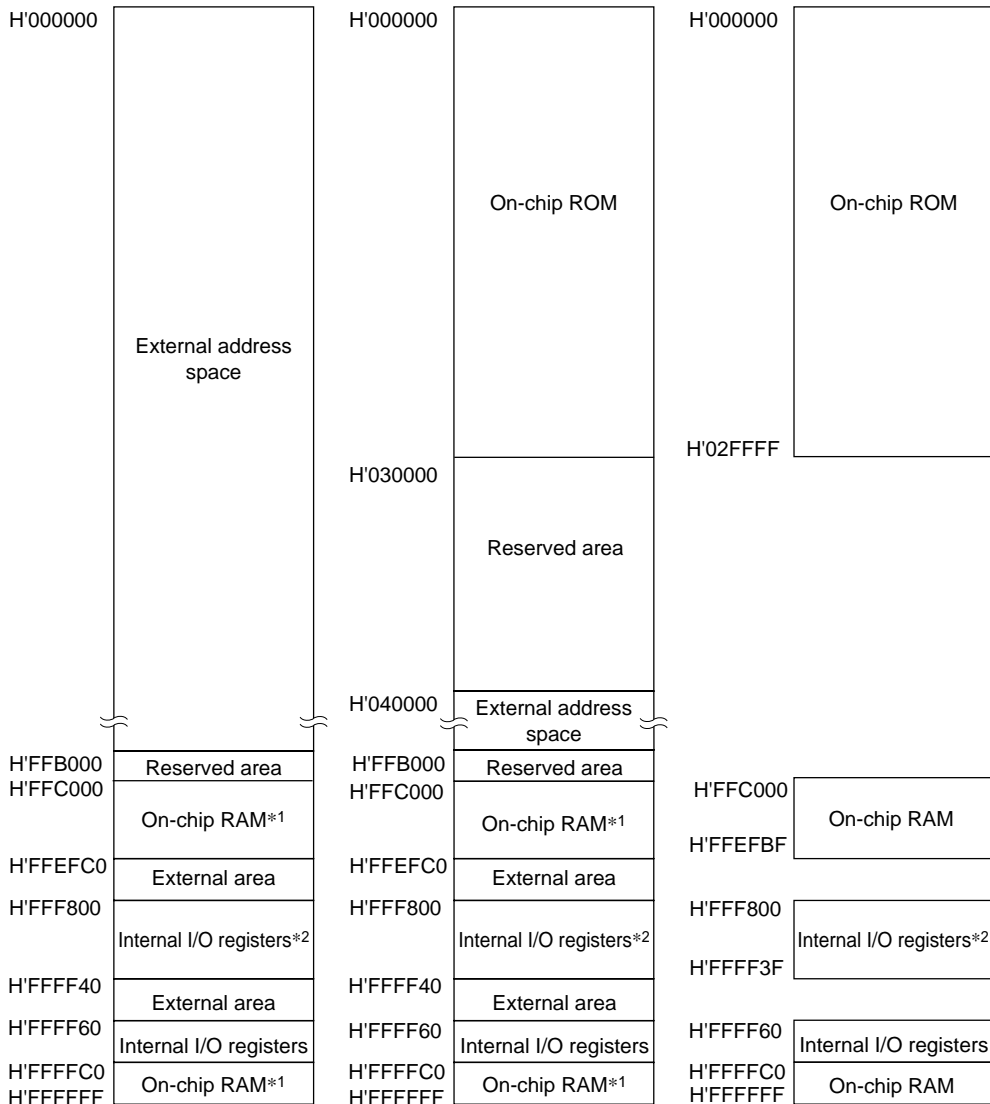 H'000000
External address
space
H'FFB000
Reserved area
H'FFC000
On-chip RAM*1
H'FFEFC0
External area
H'FFF800
Internal I/O registers*2
H'FFFF40
External area
H'FFFF60
Internal I/O registers
H'FFFFC0
On-chip RAM*1
H'FFFFFF
H'000000
On-chip ROM
H'030000
Reserved area
H'040000
External address
space
H'FFB000
Reserved area
H'FFC000
On-chip RAM*1
H'FFEFC0
External area
H'FFF800
Internal I/O registers*2
H'FFFF40
External area
H'FFFF60
Internal I/O registers
H'FFFFC0
On-chip RAM*1
H'FFFFFF
H'000000
On-chip ROM
H'02FFFF
H'FFC000
On-chip RAM
H'FFEFBF
H'FFF800
Internal I/O registers*2
H'FFFF3F
H'FFFF60
Internal I/O registers
H'FFFFC0
On-chip RAM
H'FFFFFF